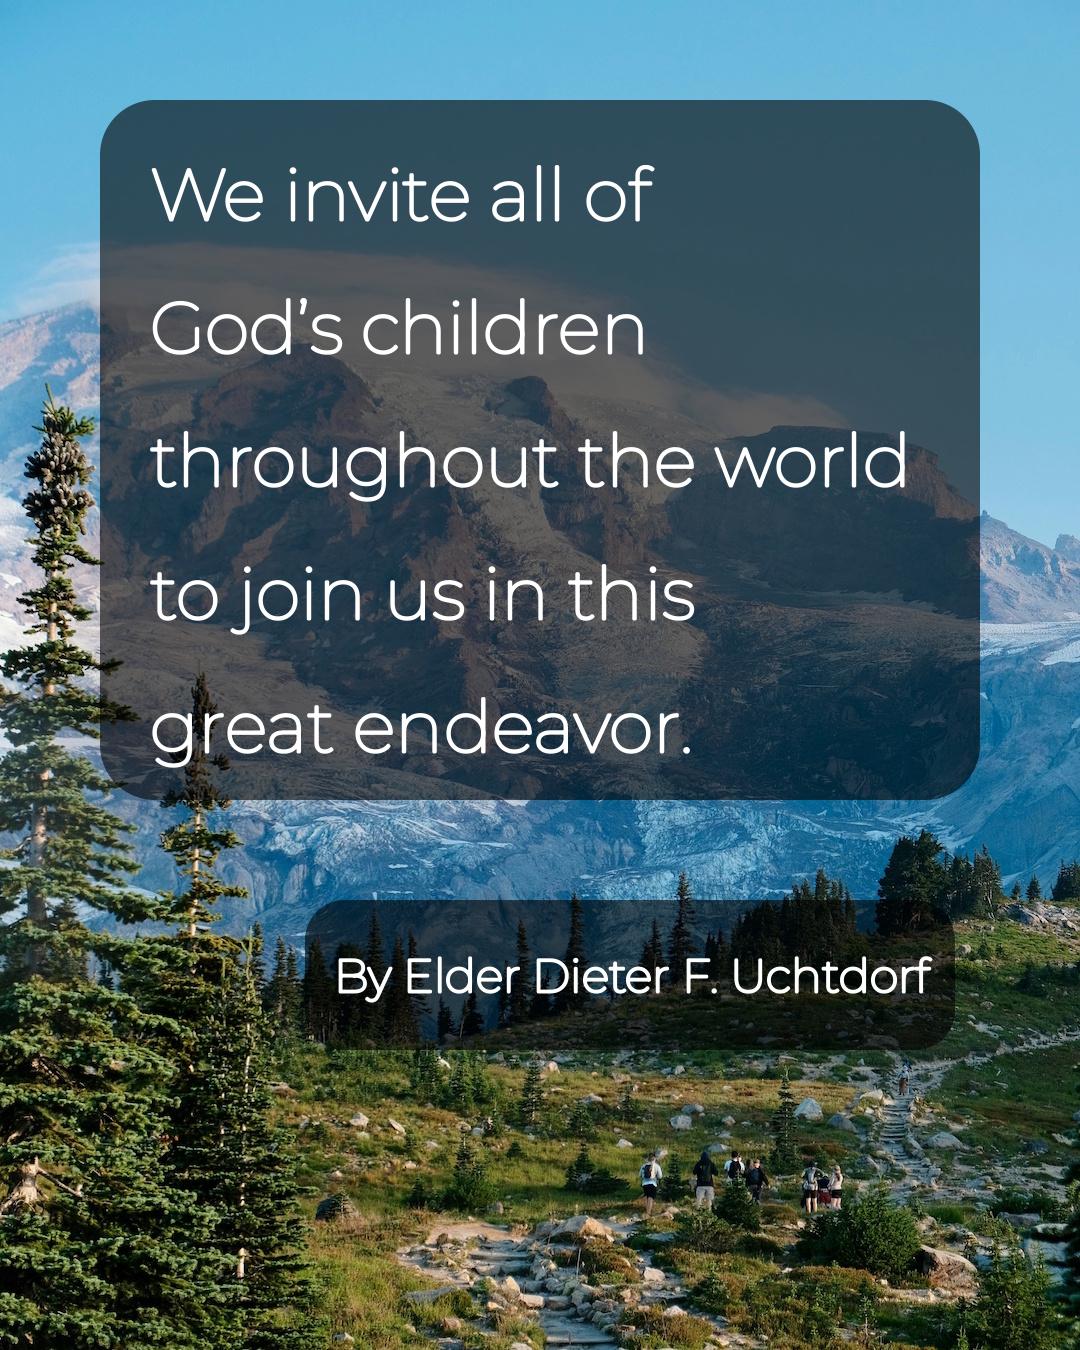 We invite all of
God’s children
throughout the world
to join us in this
great endeavor.
By Elder Dieter F. Uchtdorf